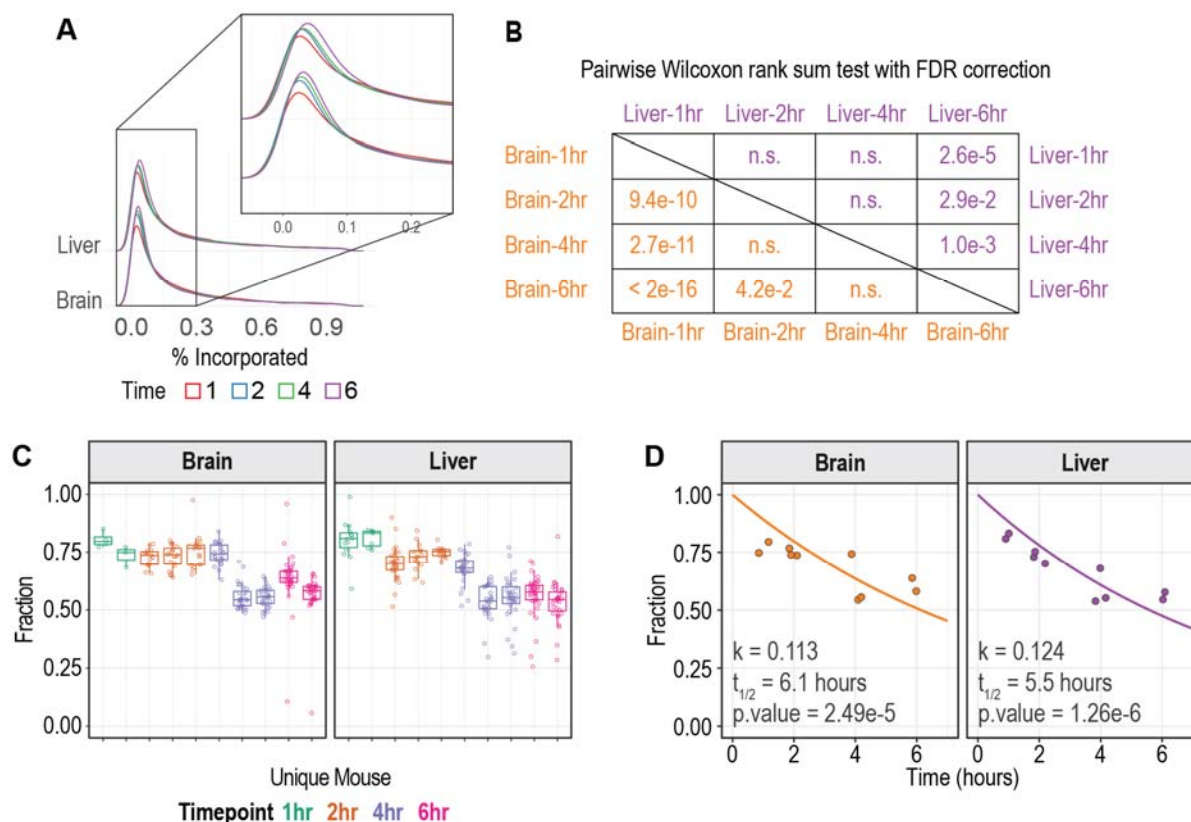 A
Liver
Brain
0.0 0.1 0.2
0.0 0.3 0.6 0.9
% Incorporated
Time 1 2 4 6
B
Pairwise Wilcoxon rank sum test with FDR correction
Liver-1hr Liver-2hr Liver-4hr Liver-6hr
Brain-1hr n.s. n.s. 2.6e-5 Liver-1hr
Brain-2hr 9.4e-10 n.s. 2.9e-2 Liver-2hr
Brain-4hr 2.7e-11 n.s. 1.0e-3 Liver-4hr
Brain-6hr < 2e-16 4.2e-2 n.s. Liver-6hr
Brain-1hr Brain-2hr Brain-4hr Brain-6hr
C
Brain Liver
1.00
0.75
0.50
0.25
0.00
Fraction
Unique Mouse
Timepoint 1hr 2hr 4hr 6hr
D
Brain Liver
1.00
0.75
0.50
0.25
0.00
Fraction
k = 0.113
t1/2 = 6.1 hours
p.value = 2.49e-5
k = 0.124
t1/2 = 5.5 hours
p.value = 1.26e-6
0 2 4 6 0 2 4 6
Time (hours)